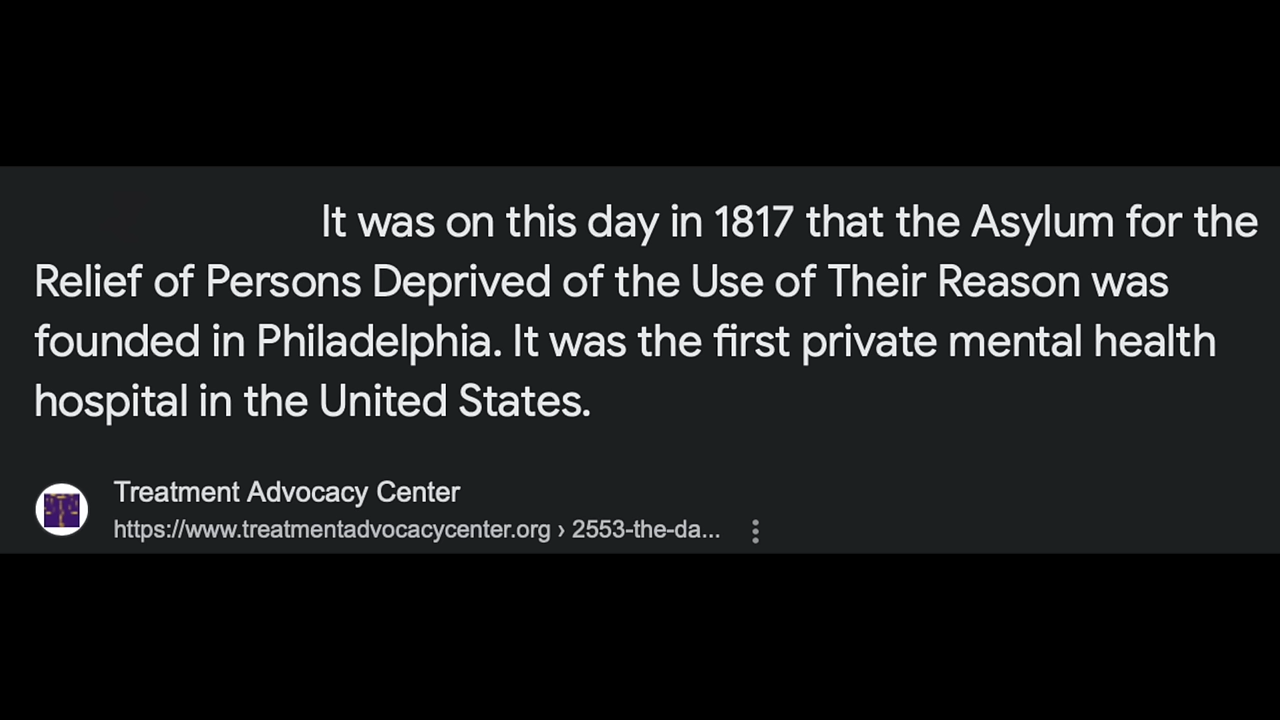 It was on this day in 1817 that the Asylum for the
Relief of Persons Deprived of the Use of Their Reason was
founded in Philadelphia. It was the first private mental health
hospital in the United States.
Treatment Advocacy Center
https://www.treatmentadvocacycenter.org › 2553-the-da...